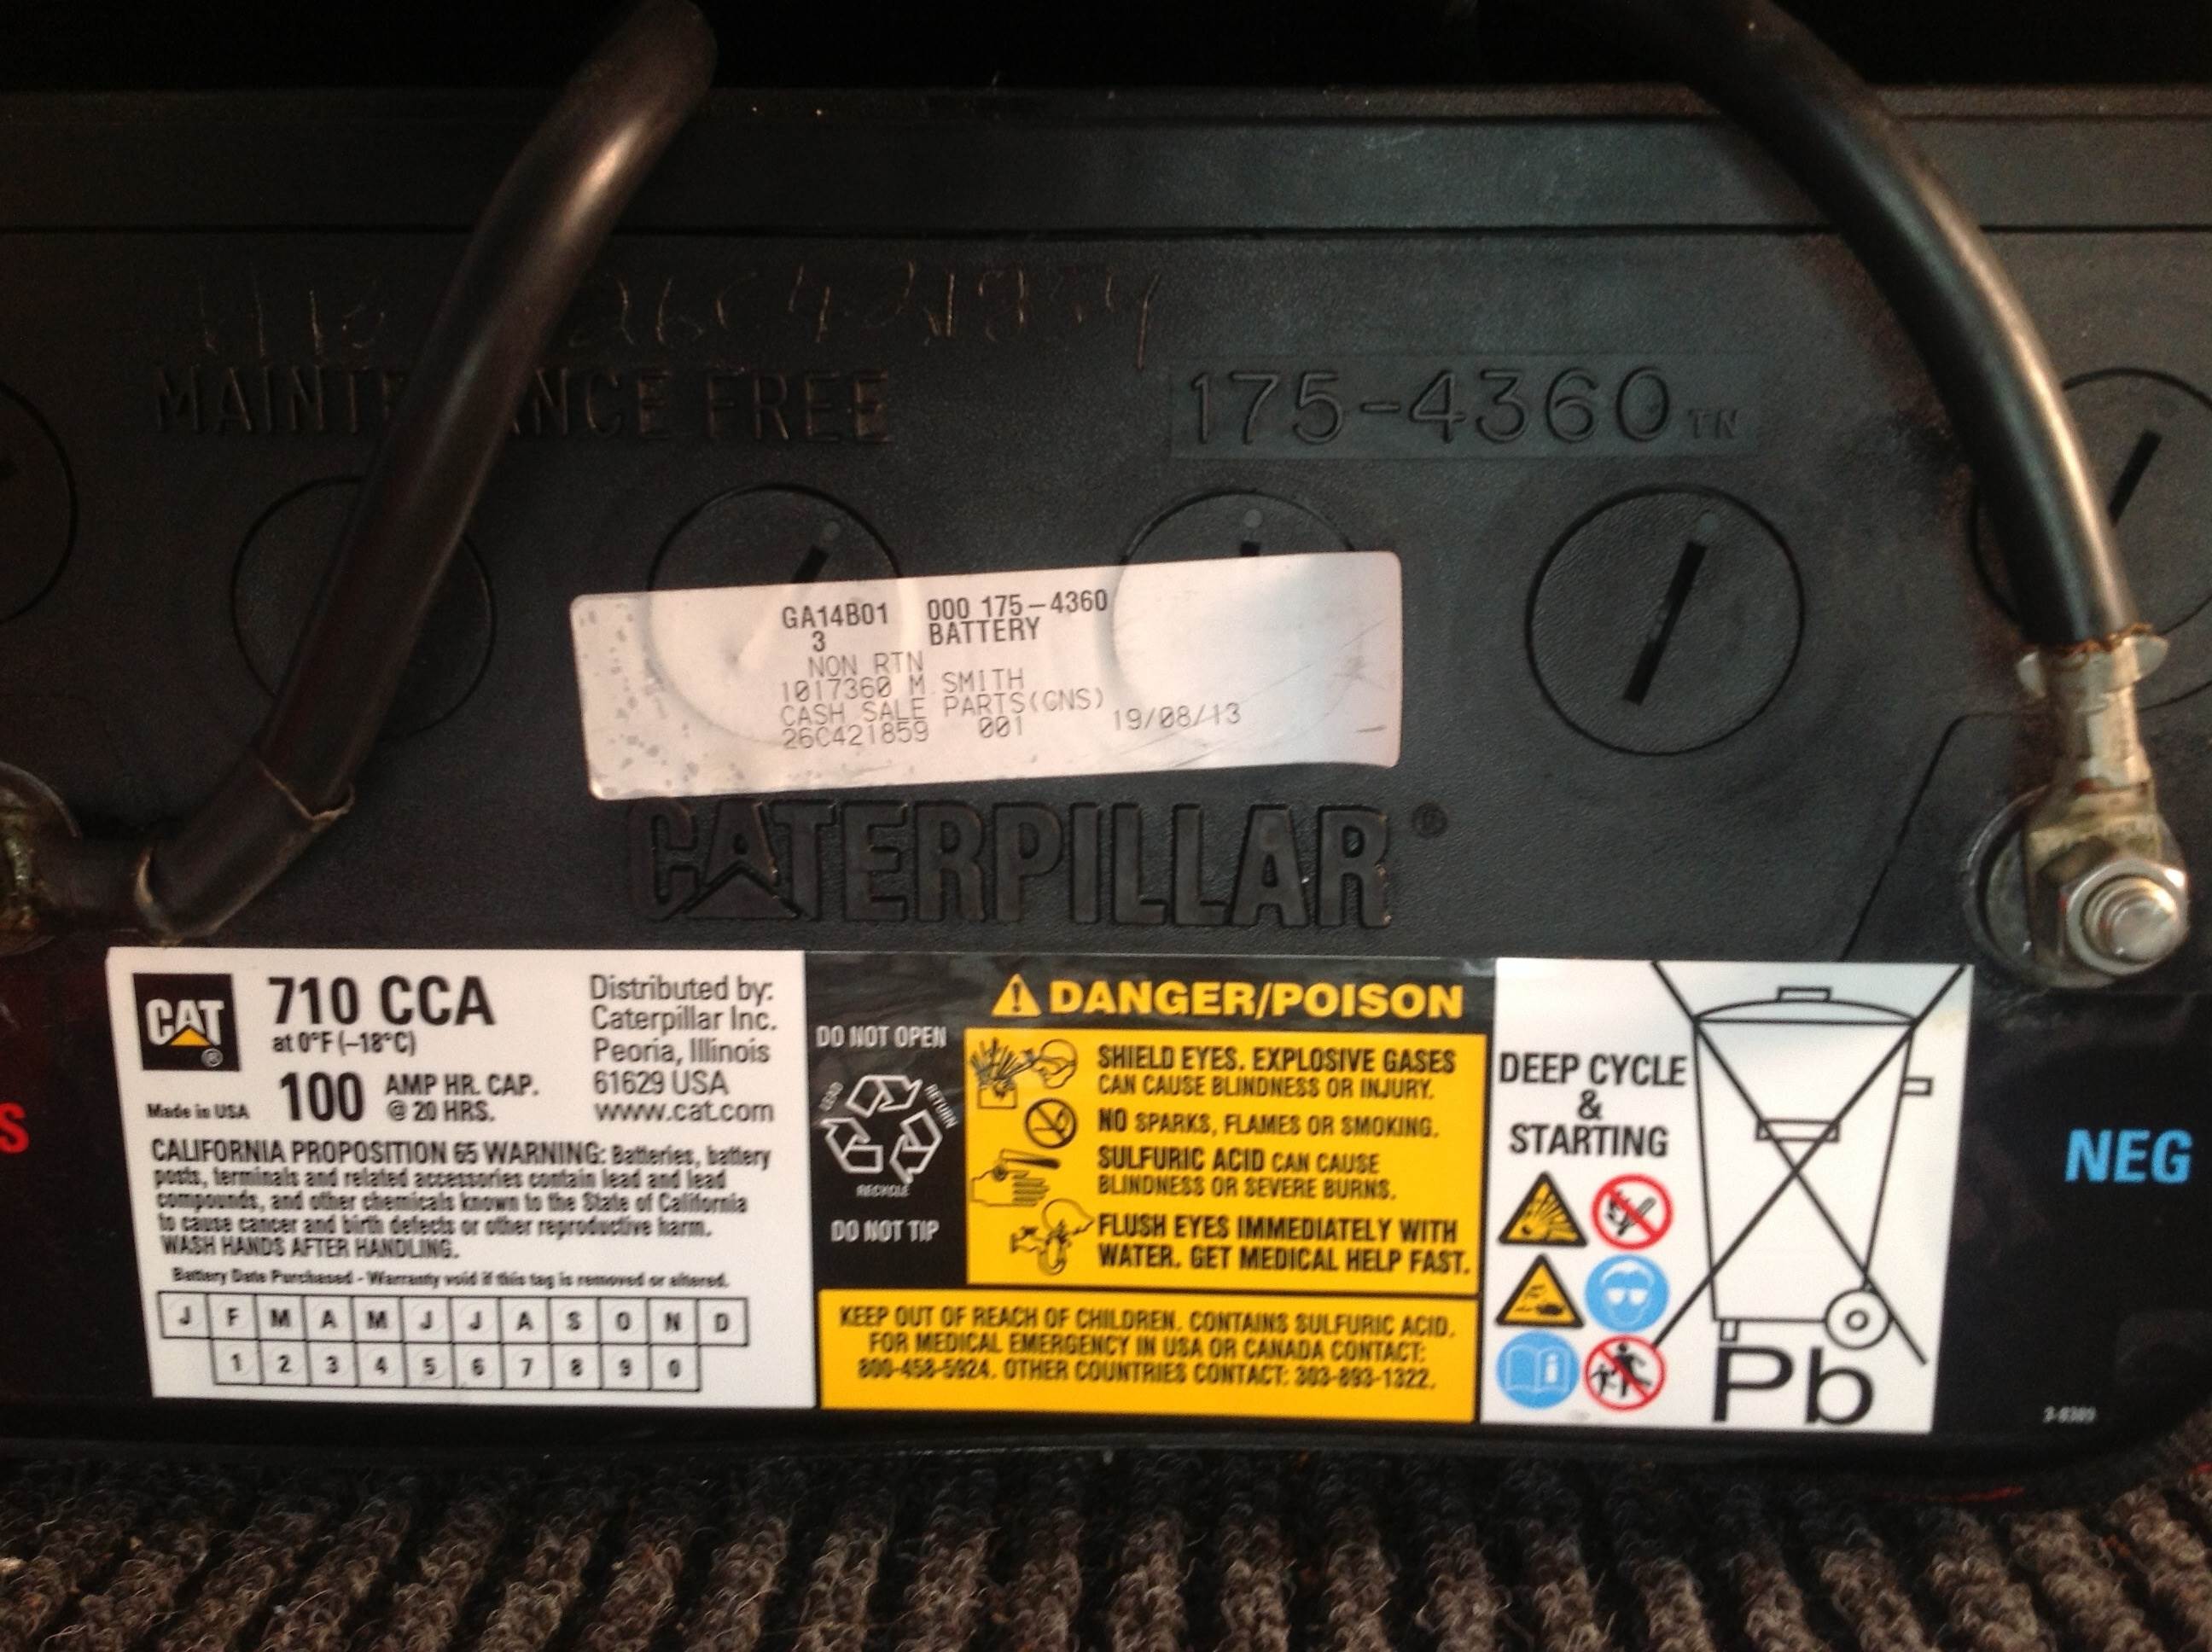 MAINTENANCE FREE
175-4360 TN
GA14B01 000 175-4360
3 BATTERY
NON RTN
1017360 M SMITH
CASH SALE PARTS(GNS)
26C421859 001 19/08/13
CATERPILLAR®
CAT®
710 CCA
at 0°F (-18°C)
Made in USA
100 AMP HR. CAP.
@ 20 HRS.
Distributed by:
Caterpillar Inc.
Peoria, Illinois
61629 USA
www.cat.com
CALIFORNIA PROPOSITION 65 WARNING: Batteries, battery
posts, terminals and related accessories contain lead and lead
compounds, and other chemicals known to the State of California
to cause cancer and birth defects or other reproductive harm.
WASH HANDS AFTER HANDLING.
Battery Date Purchased - Warranty void if this tag is removed or altered.
J F M A M J J A S O N D
1 2 3 4 5 6 7 8 9 0
DO NOT OPEN
LEAD
RETURN
RECYCLE
DO NOT TIP
DANGER/POISON
SHIELD EYES. EXPLOSIVE GASES
CAN CAUSE BLINDNESS OR INJURY.
NO SPARKS, FLAMES OR SMOKING.
SULFURIC ACID CAN CAUSE
BLINDNESS OR SEVERE BURNS.
FLUSH EYES IMMEDIATELY WITH
WATER. GET MEDICAL HELP FAST.
KEEP OUT OF REACH OF CHILDREN. CONTAINS SULFURIC ACID.
FOR MEDICAL EMERGENCY IN USA OR CANADA CONTACT:
800-458-5924. OTHER COUNTRIES CONTACT: 303-893-1322.
DEEP CYCLE
&
STARTING
Pb
S
NEG